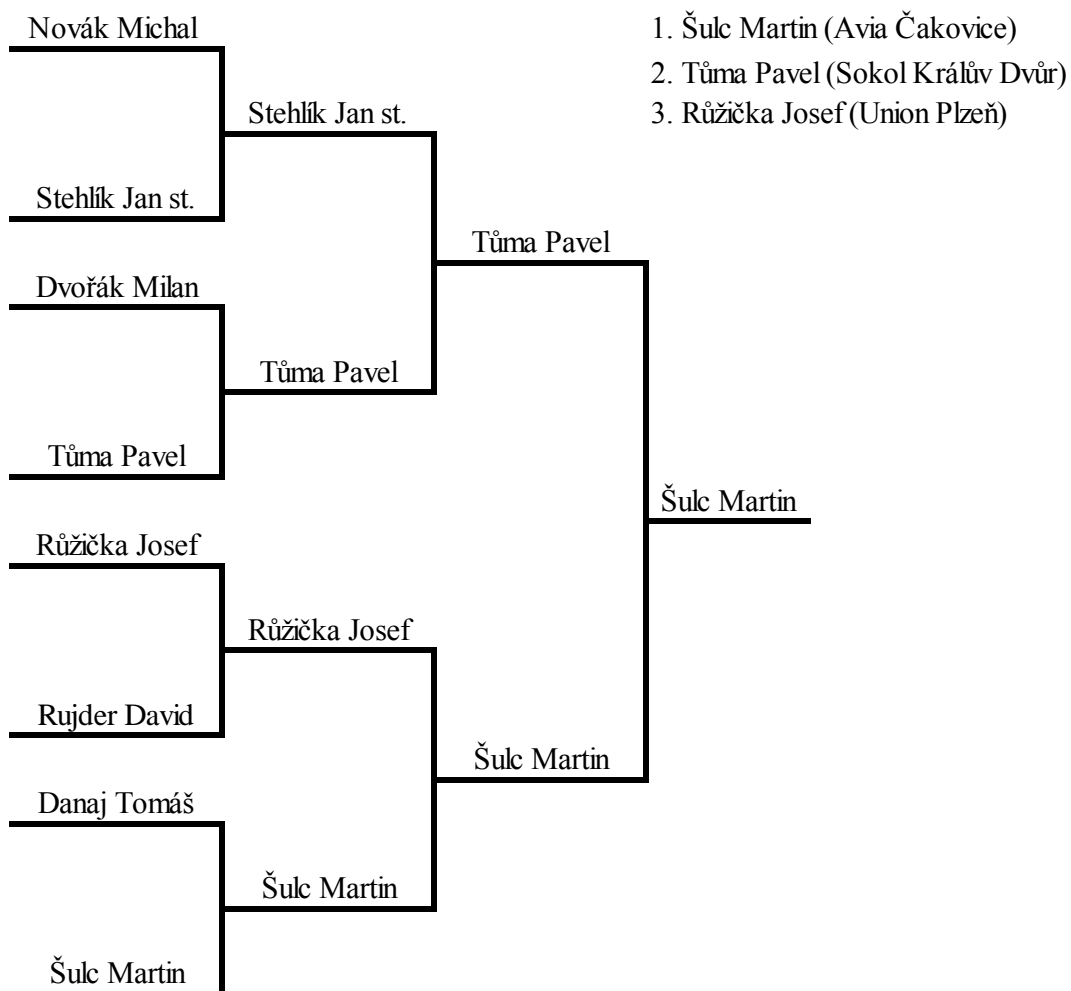 Novák Michal
1. Šulc Martin (Avia Čakovice)
2. Tůma Pavel (Sokol Králův Dvůr)
3. Růžička Josef (Union Plzeň)
Stehlík Jan st.
Stehlík Jan st.
Tůma Pavel
Dvořák Milan
Tůma Pavel
Tůma Pavel
Šulc Martin
Růžička Josef
Růžička Josef
Rujder David
Šulc Martin
Danaj Tomáš
Šulc Martin
Šulc Martin